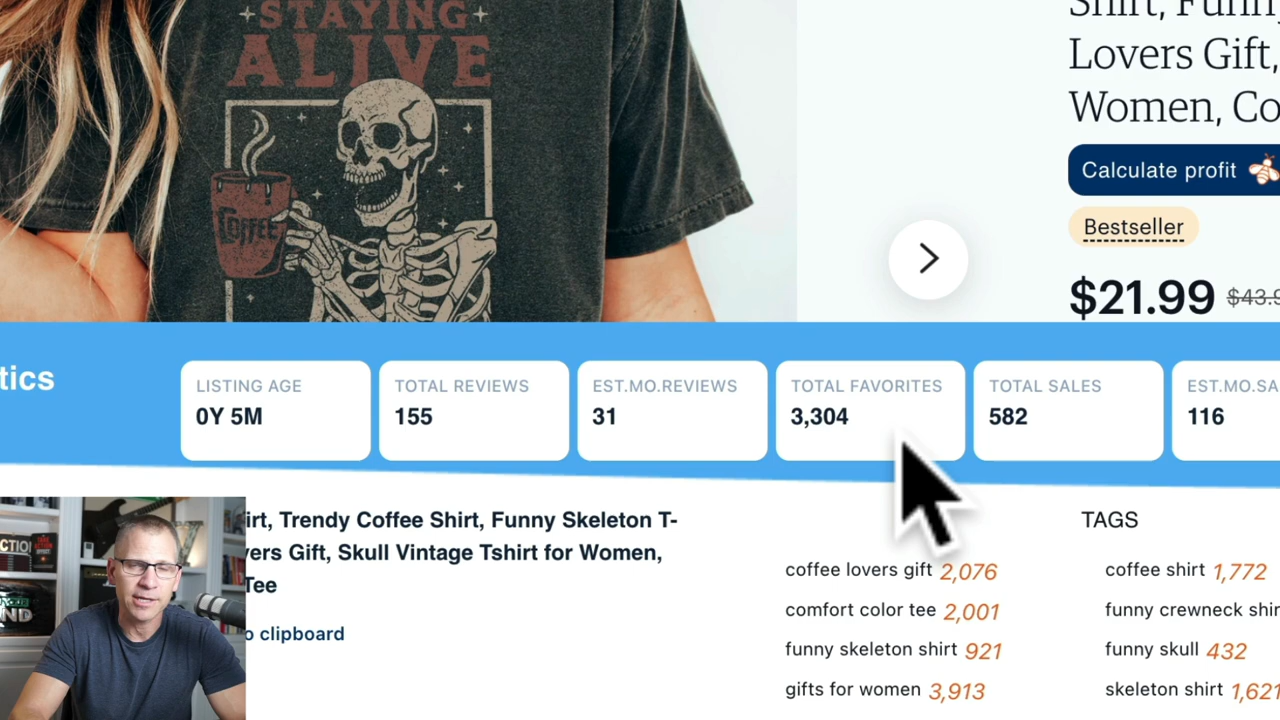 STAYING
ALIVE
COFFEE
Shirt, Funny
Lovers Gift,
Women, Co
Calculate profit
Bestseller
$21.99 $43.9
tics
LISTING AGE
0Y 5M
TOTAL REVIEWS
155
EST.MO.REVIEWS
31
TOTAL FAVORITES
3,304
TOTAL SALES
582
EST.MO.SA
116
irt, Trendy Coffee Shirt, Funny Skeleton T-
vers Gift, Skull Vintage Tshirt for Women,
Tee
o clipboard
TAGS
coffee lovers gift 2,076
comfort color tee 2,001
funny skeleton shirt 921
gifts for women 3,913
coffee shirt 1,772
funny crewneck shir
funny skull 432
skeleton shirt 1,621